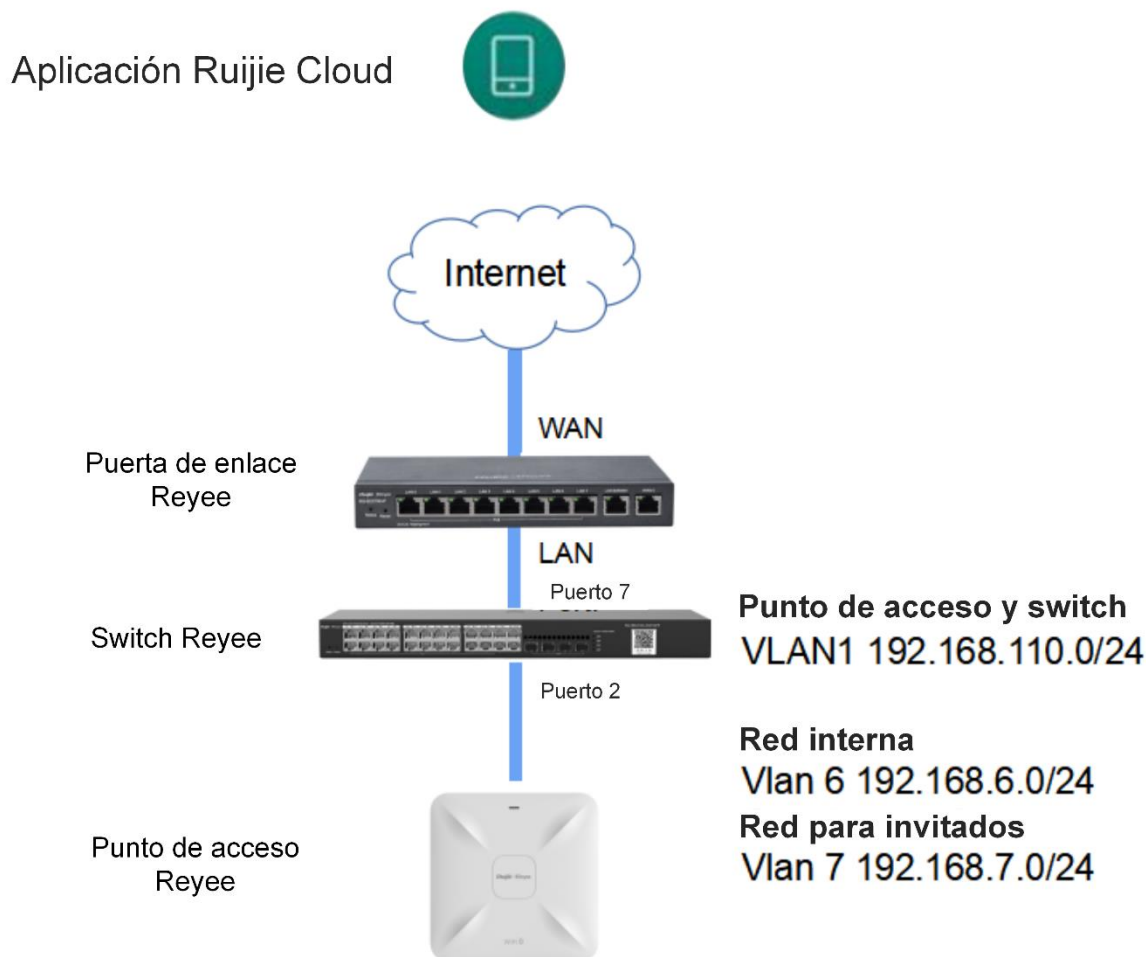 Aplicación Ruijie Cloud
Internet
WAN
Puerta de enlace
Reyee
LAN
Puerto 7
Switch Reyee
Punto de acceso y switch
VLAN1 192.168.110.0/24
Puerto 2
Red interna
Vlan 6 192.168.6.0/24
Red para invitados
Vlan 7 192.168.7.0/24
Punto de acceso
Reyee